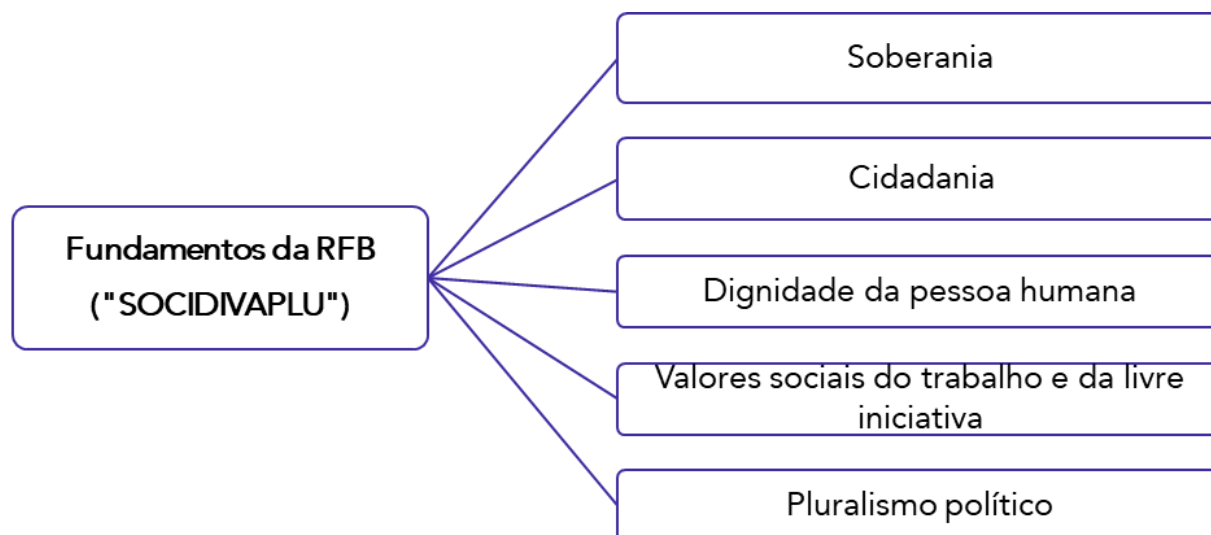 Fundamentos da RFB
("SOCIDIVAPLU")
Soberania
Cidadania
Dignidade da pessoa humana
Valores sociais do trabalho e da livre
iniciativa
Pluralismo político